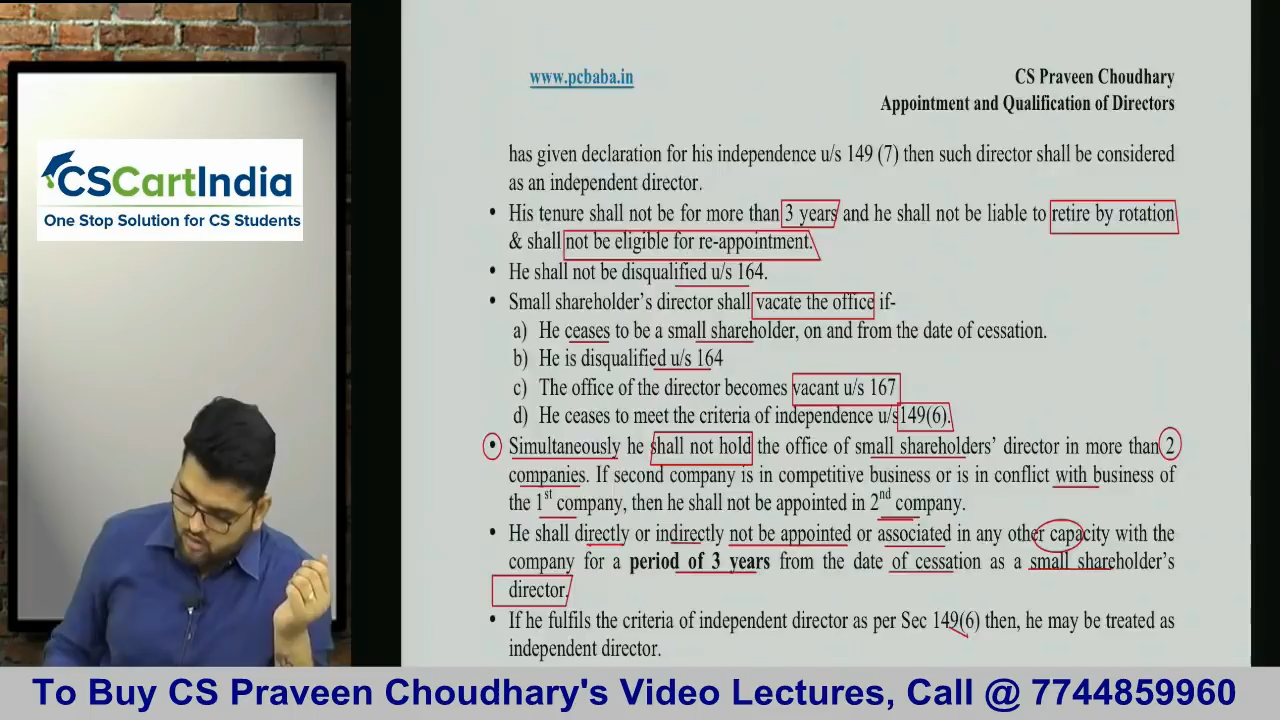 CSCartIndia
One Stop Solution for CS Students
www.pcbaba.in
CS Praveen Choudhary
Appointment and Qualification of Directors
has given declaration for his independence u/s 149 (7) then such director shall be considered
as an independent director.
• His tenure shall not be for more than 3 years and he shall not be liable to retire by rotation
& shall not be eligible for re-appointment.
• He shall not be disqualified u/s 164.
• Small shareholder's director shall vacate the office if-
a) He ceases to be a small shareholder, on and from the date of cessation.
b) He is disqualified u/s 164
c) The office of the director becomes vacant u/s 167
d) He ceases to meet the criteria of independence u/s 149(6).
• Simultaneously he shall not hold the office of small shareholders' director in more than 2
companies. If second company is in competitive business or is in conflict with business of
the 1st company, then he shall not be appointed in 2nd company.
• He shall directly or indirectly not be appointed or associated in any other capacity with the
company for a period of 3 years from the date of cessation as a small shareholder's
director.
• If he fulfils the criteria of independent director as per Sec 149(6) then, he may be treated as
independent director.
To Buy CS Praveen Choudhary's Video Lectures, Call @ 7744859960